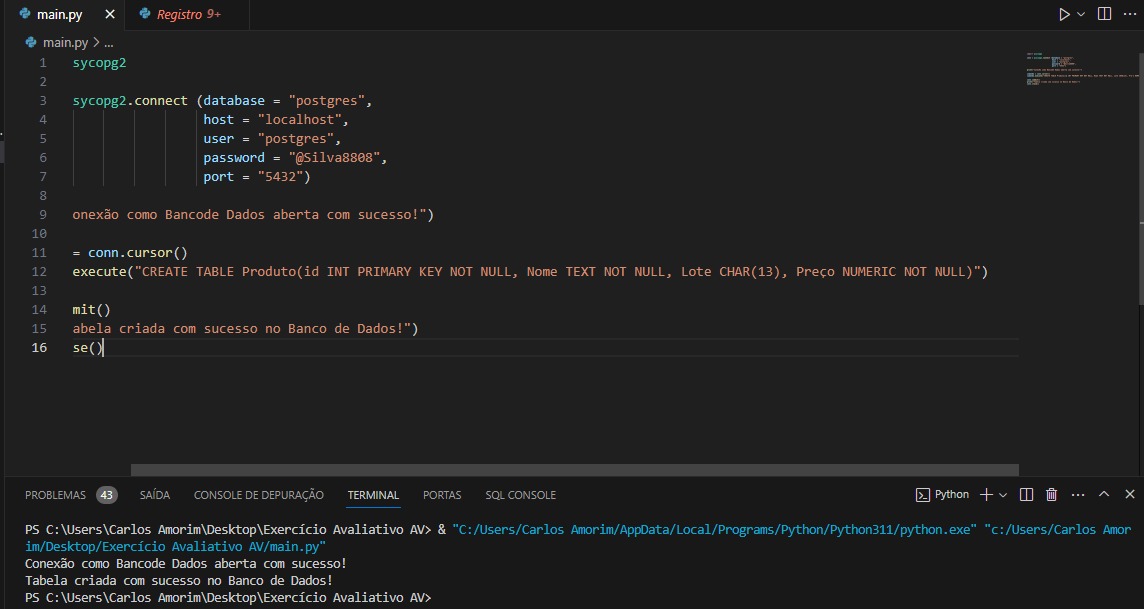 main.py
Registro 9+
main.py > ...
1 sycopg2
2
3 sycopg2.connect (database = "postgres",
4 host = "localhost",
5 user = "postgres",
6 password = "@Silva8808",
7 port = "5432")
8
9 onexão como Bancode Dados aberta com sucesso!")
10
11 = conn.cursor()
12 execute("CREATE TABLE Produto(id INT PRIMARY KEY NOT NULL, Nome TEXT NOT NULL, Lote CHAR(13), Preço NUMERIC NOT NULL)")
13
14 mit()
15 abela criada com sucesso no Banco de Dados!")
16 se()
PROBLEMAS 43 SAÍDA CONSOLE DE DEPURAÇÃO TERMINAL PORTAS SQL CONSOLE Python
PS C:\Users\Carlos Amorim\Desktop\Exercício Avaliativo AV> & "C:/Users/Carlos Amorim/AppData/Local/Programs/Python/Python311/python.exe" "c:/Users/Carlos Amor
im/Desktop/Exercício Avaliativo AV/main.py"
Conexão como Bancode Dados aberta com sucesso!
Tabela criada com sucesso no Banco de Dados!
PS C:\Users\Carlos Amorim\Desktop\Exercício Avaliativo AV>